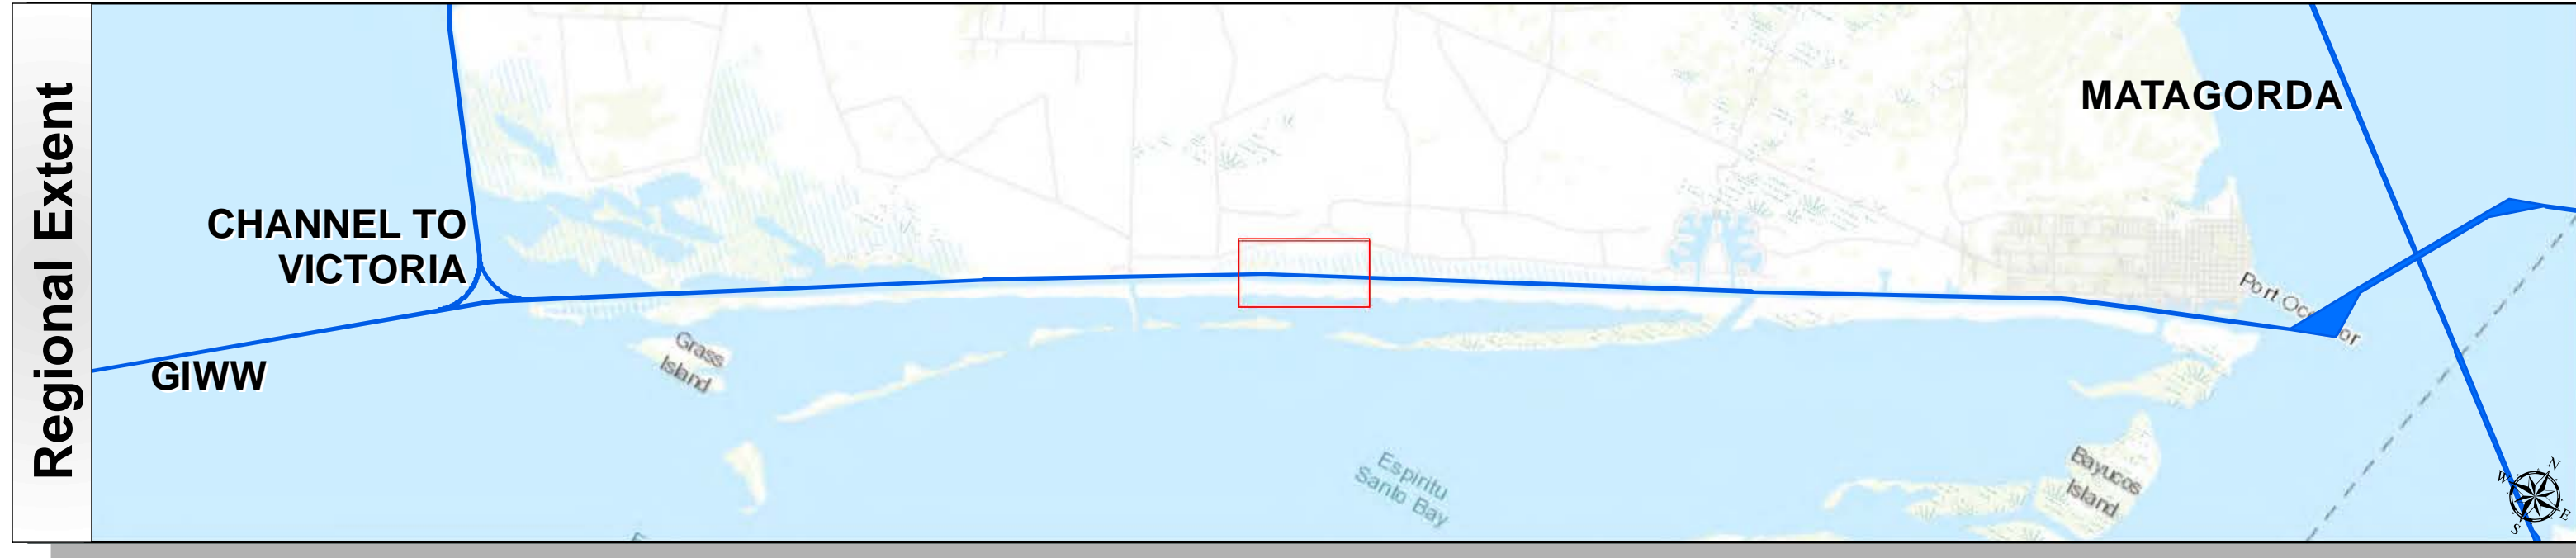 Regional Extent
CHANNEL TO
VICTORIA
GIWW
MATAGORDA
Grass
Island
Espiritu
Santo Bay
Bayucos
Island
N
W
E
S